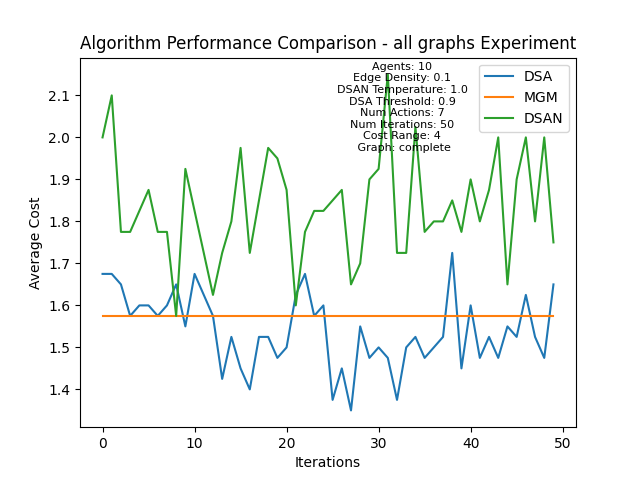 Algorithm Performance Comparison - all graphs Experiment
Agents: 10
Edge Density: 0.1
DSAN Temperature: 1.0
DSA Threshold: 0.9
Num Actions: 7
Num Iterations: 50
Cost Range: 4
Graph: complete
DSA
MGM
DSAN
Average Cost
2.1
2.0
1.9
1.8
1.7
1.6
1.5
1.4
0 10 20 30 40 50
Iterations